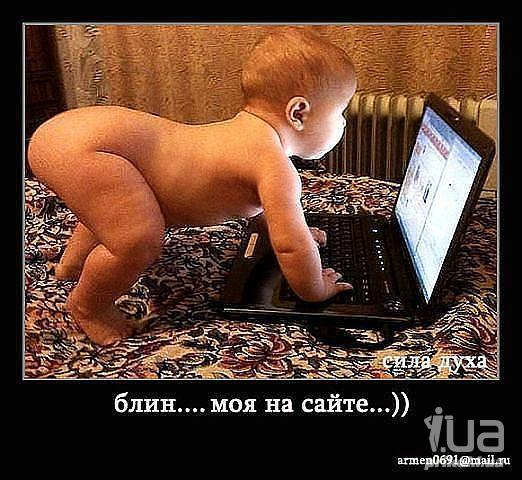 сила духа
блин.... моя на сайте...))
i.ua
armen0691@mail.ru